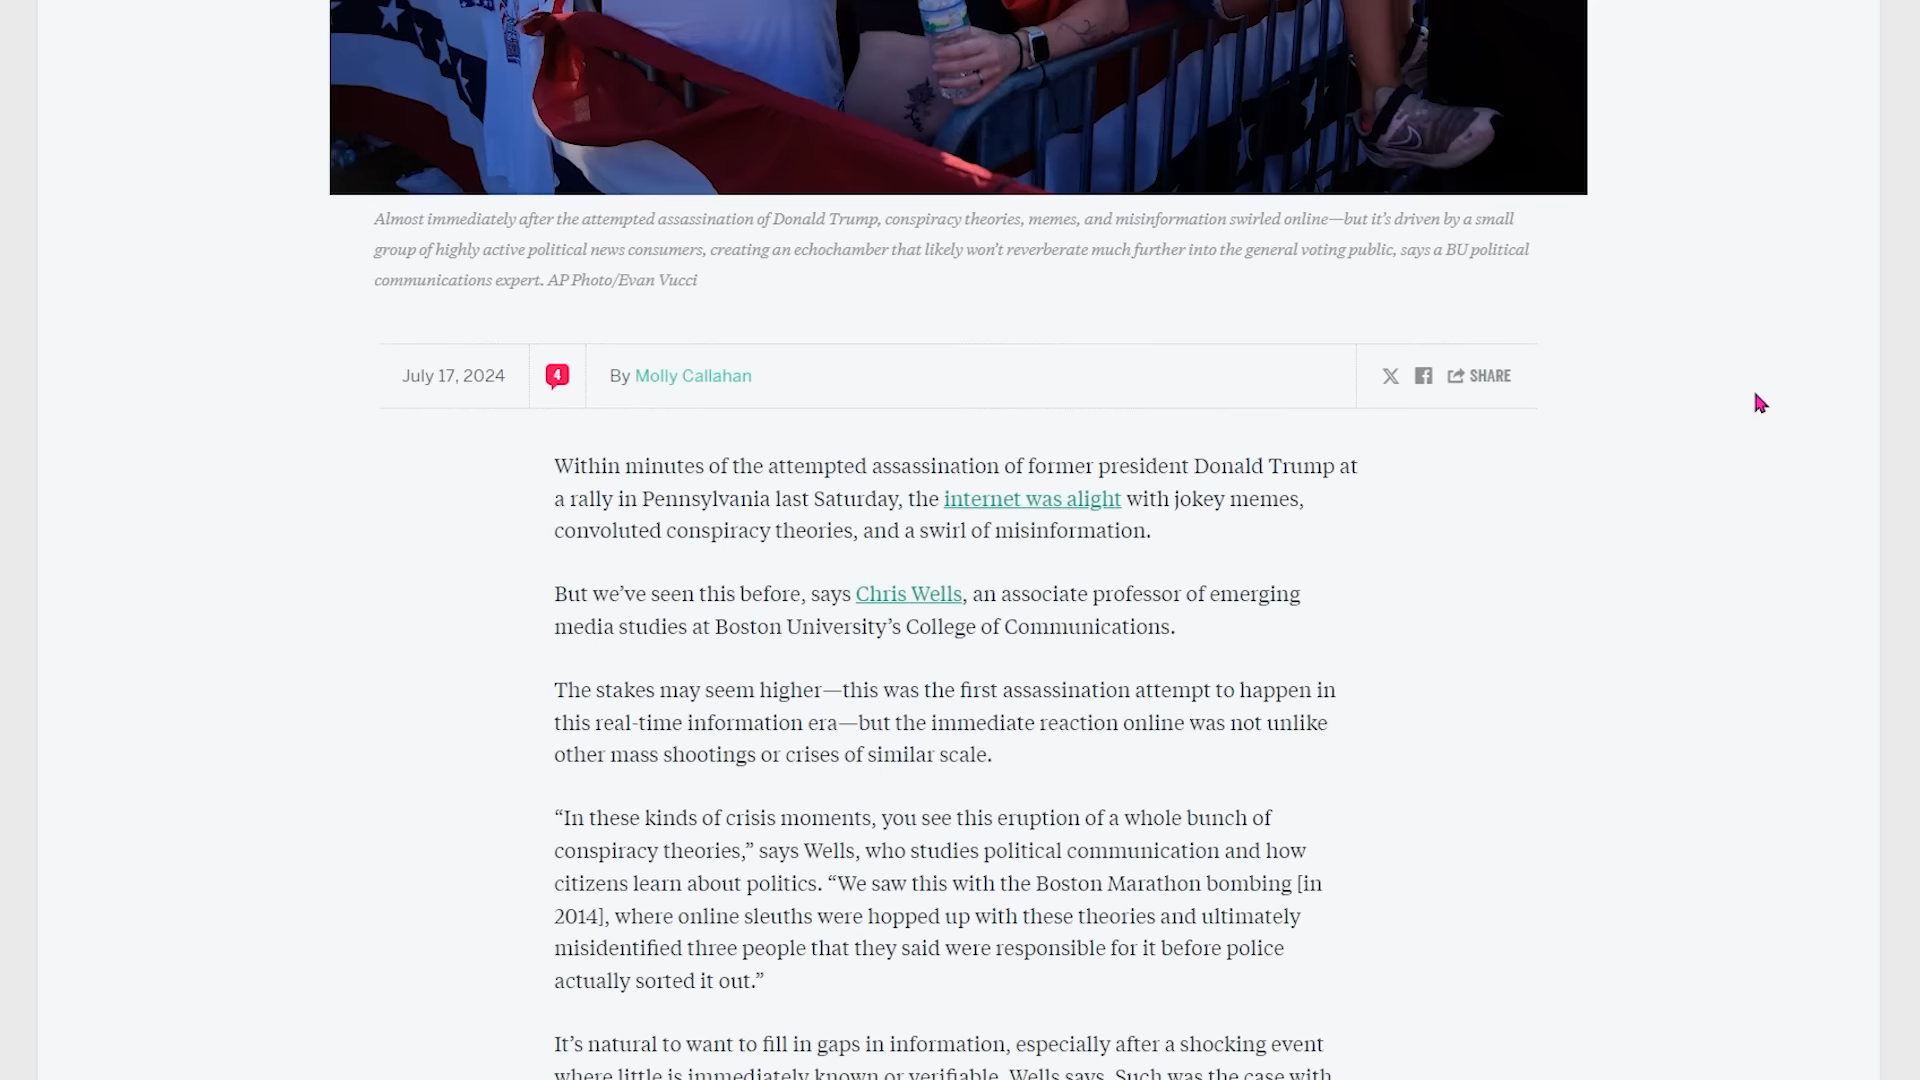 Almost immediately after the attempted assassination of Donald Trump, conspiracy theories, memes, and misinformation swirled online—but it’s driven by a small
group of highly active political news consumers, creating an echochamber that likely won’t reverberate much further into the general voting public, says a BU political
communications expert. AP Photo/Evan Vucci
July 17, 2024
4
By Molly Callahan
SHARE
Within minutes of the attempted assassination of former president Donald Trump at
a rally in Pennsylvania last Saturday, the internet was alight with jokey memes,
convoluted conspiracy theories, and a swirl of misinformation.
But we’ve seen this before, says Chris Wells, an associate professor of emerging
media studies at Boston University’s College of Communications.
The stakes may seem higher—this was the first assassination attempt to happen in
this real-time information era—but the immediate reaction online was not unlike
other mass shootings or crises of similar scale.
“In these kinds of crisis moments, you see this eruption of a whole bunch of
conspiracy theories,” says Wells, who studies political communication and how
citizens learn about politics. “We saw this with the Boston Marathon bombing [in
2014], where online sleuths were hopped up with these theories and ultimately
misidentified three people that they said were responsible for it before police
actually sorted it out.”
It’s natural to want to fill in gaps in information, especially after a shocking event
where little is immediately known or verifiable, Wells says. Such was the case with